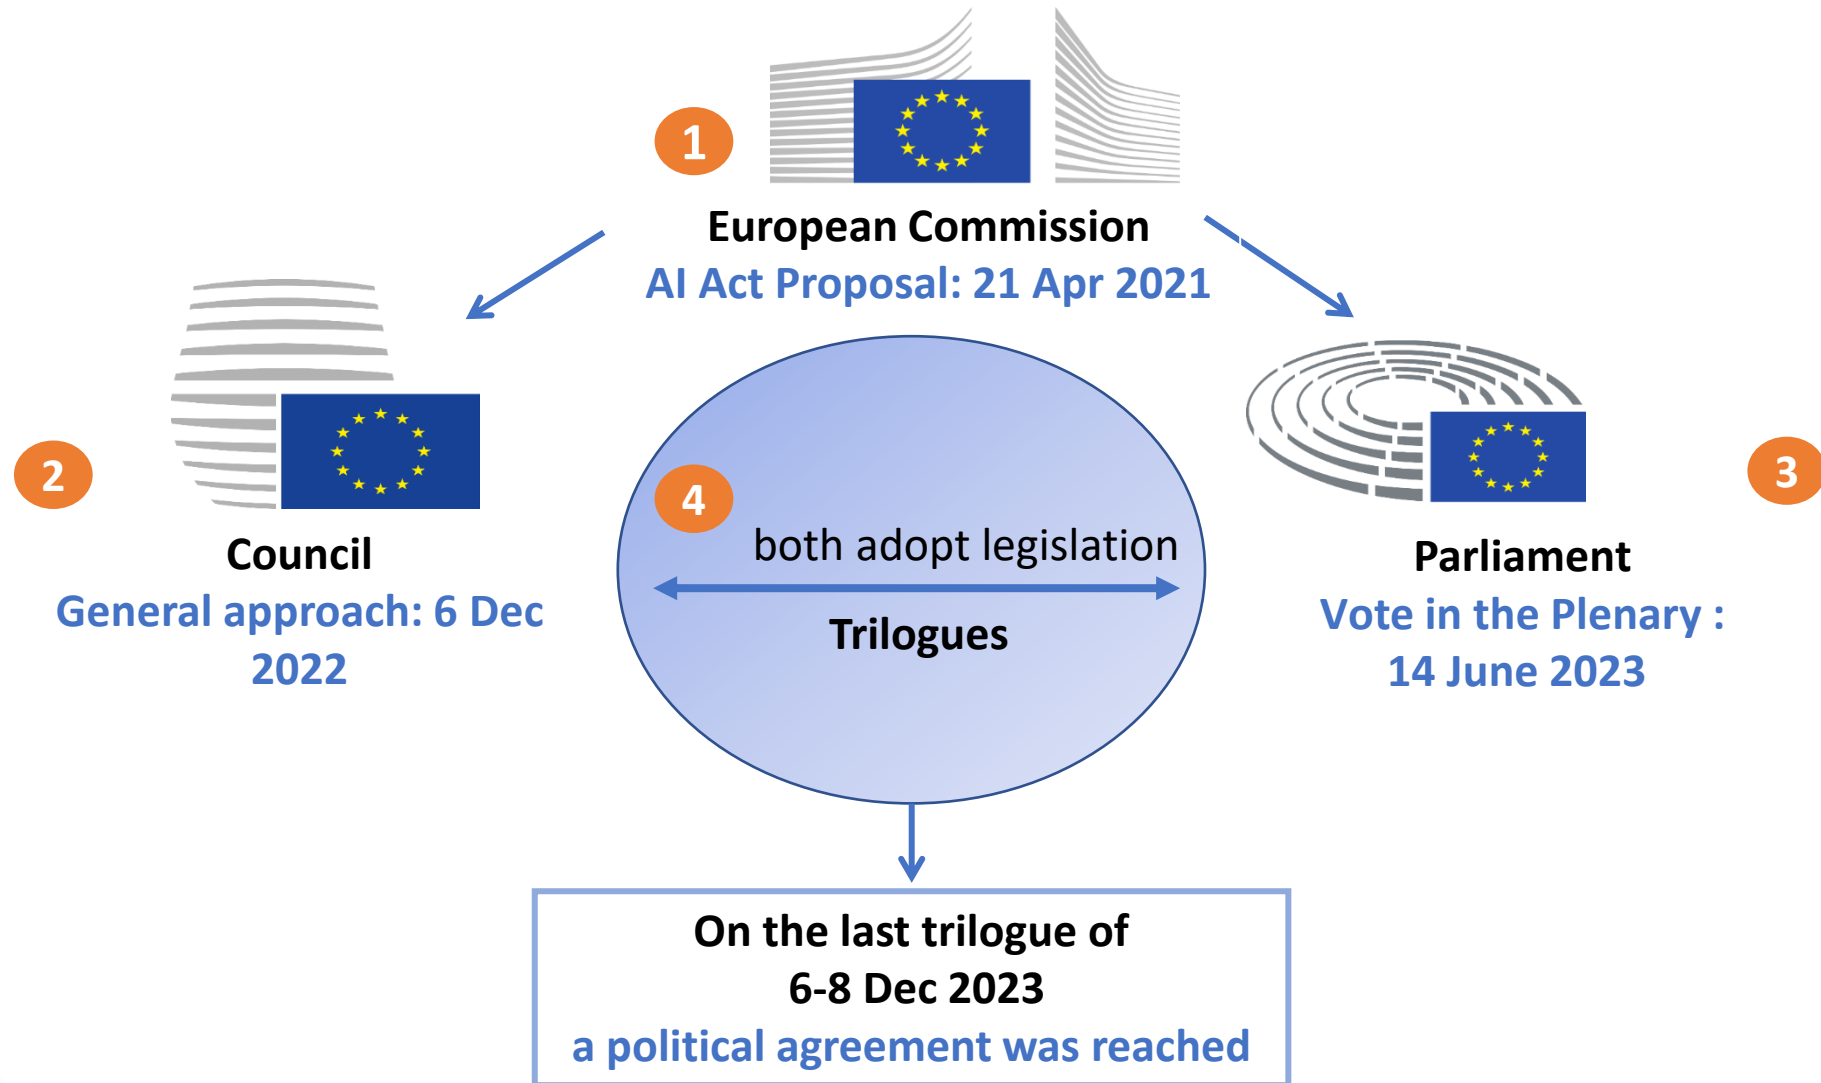 1
European Commission
AI Act Proposal: 21 Apr 2021
2
Council
General approach: 6 Dec
2022
3
Parliament
Vote in the Plenary :
14 June 2023
4
both adopt legislation
Trilogues
On the last trilogue of
6-8 Dec 2023
a political agreement was reached